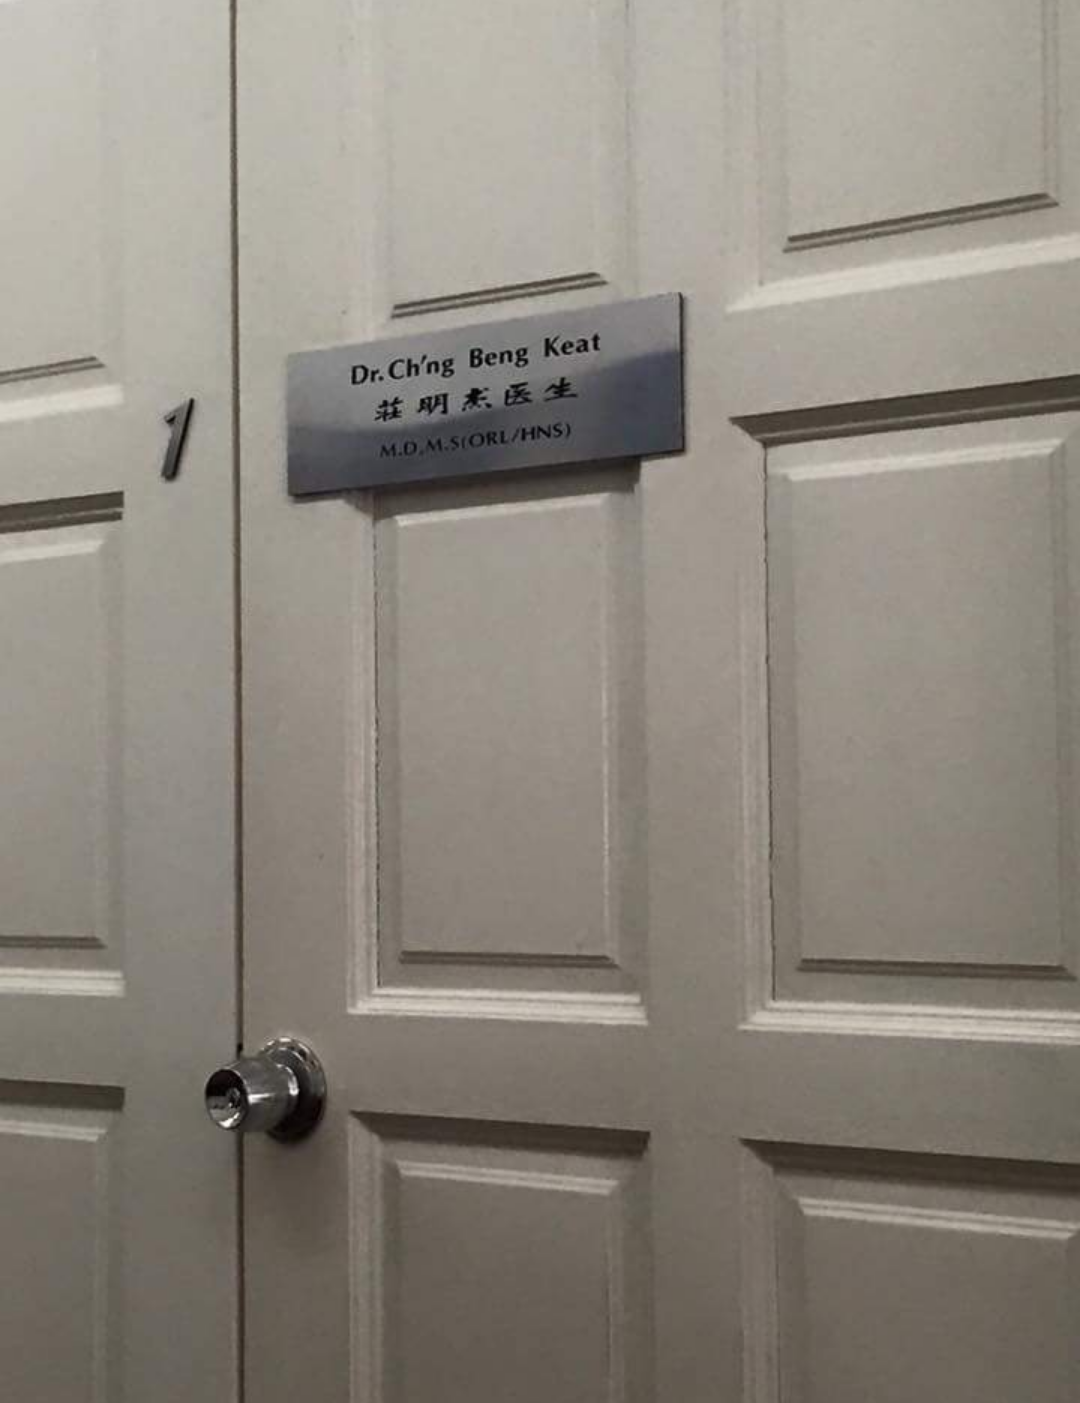 1
Dr.Ch'ng Beng Keat
莊明杰医生
M.D,M.S(ORL/HNS)